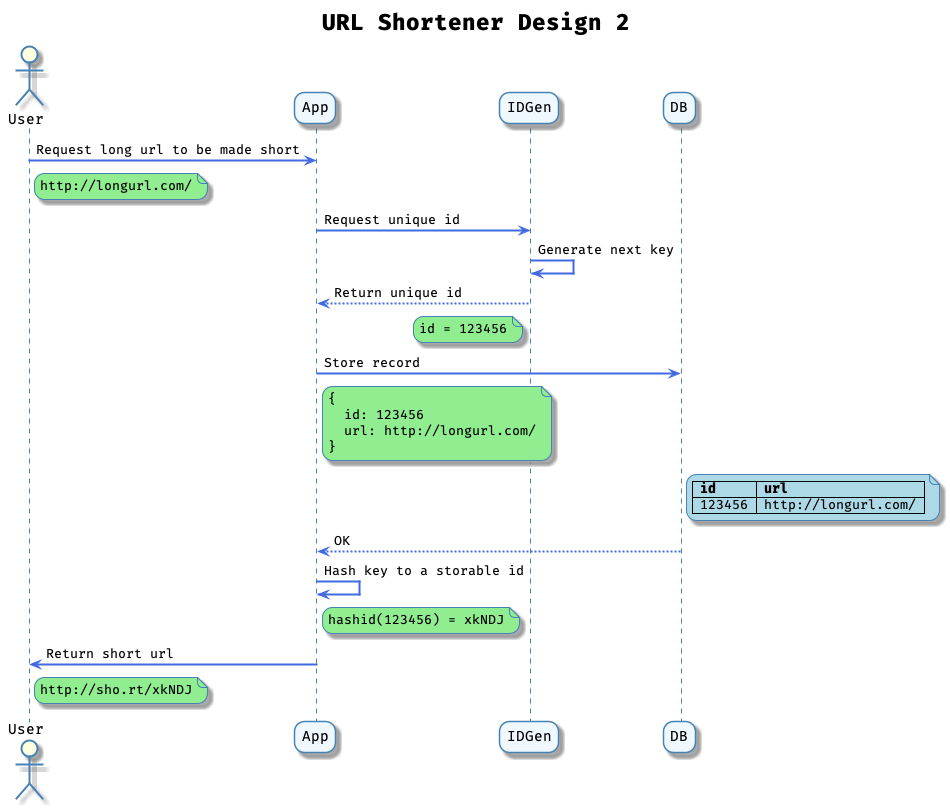 URL Shortener Design 2
User
App
IDGen
DB
Request long url to be made short
http://longurl.com/
Request unique id
Generate next key
Return unique id
id = 123456
Store record
{
id: 123456
url: http://longurl.com/
}
id url
123456 http://longurl.com/
OK
Hash key to a storable id
hashid(123456) = xkNDJ
Return short url
http://sho.rt/xkNDJ
User
App
IDGen
DB